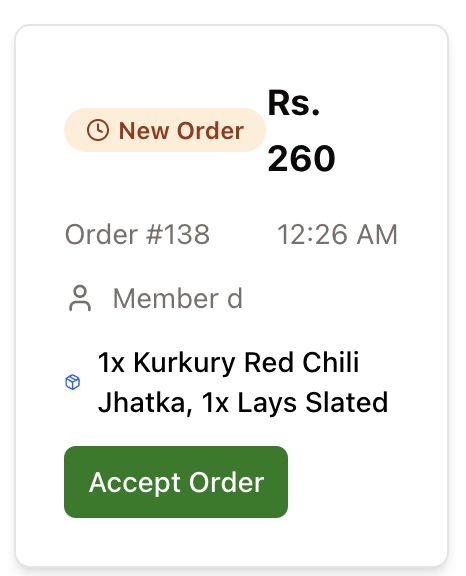 New Order
Rs.
260
Order #138
12:26 AM
Member d
1x Kurkury Red Chili
Jhatka, 1x Lays Slated
Accept Order